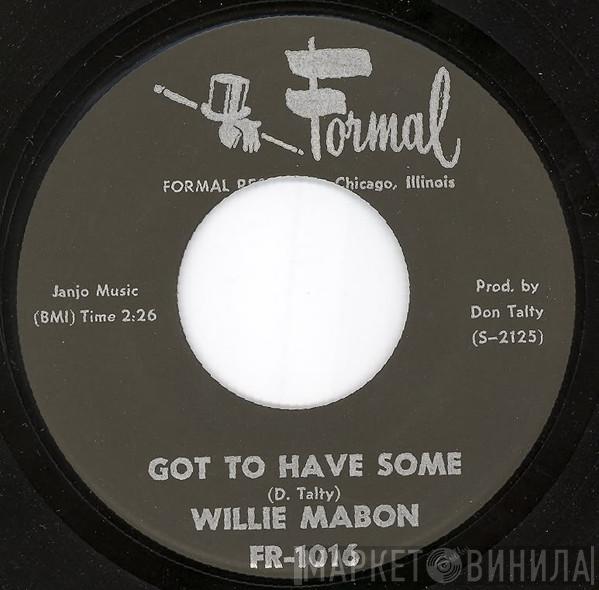 Formal
FORMAL REC Chicago, Illinois
Janjo Music
(BMI) Time 2:26
Prod. by
Don Talty
(S-2125)
GOT TO HAVE SOME
(D. Talty)
WILLIE MABON
FR-1016
МАРКЕТ ВИНИЛА